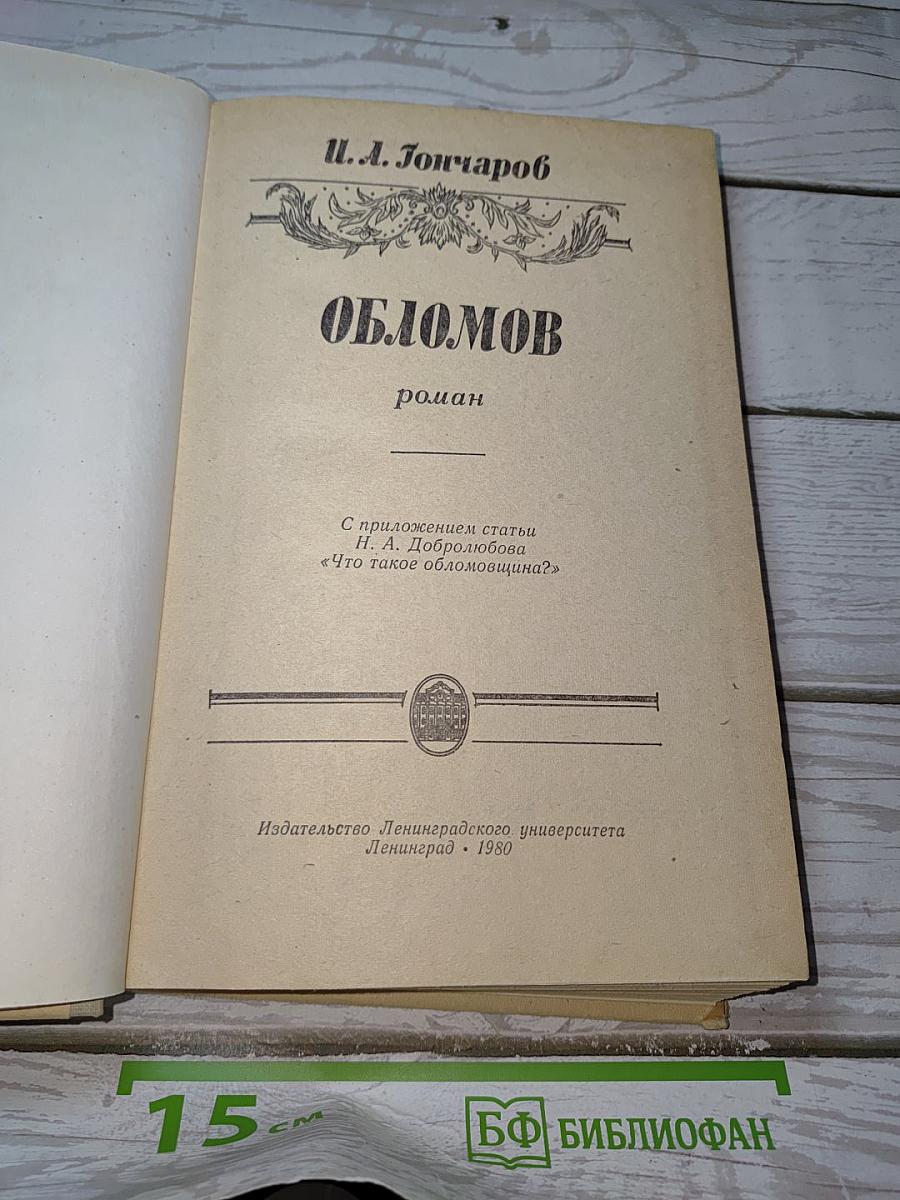 И. А. Гончаров
ОБЛОМОВ
роман
С приложением статьи
Н. А. Добролюбова
«Что такое обломовщина?»
Издательство Ленинградского университета
Ленинград • 1980
15 см
БФ БИБЛИОФАН